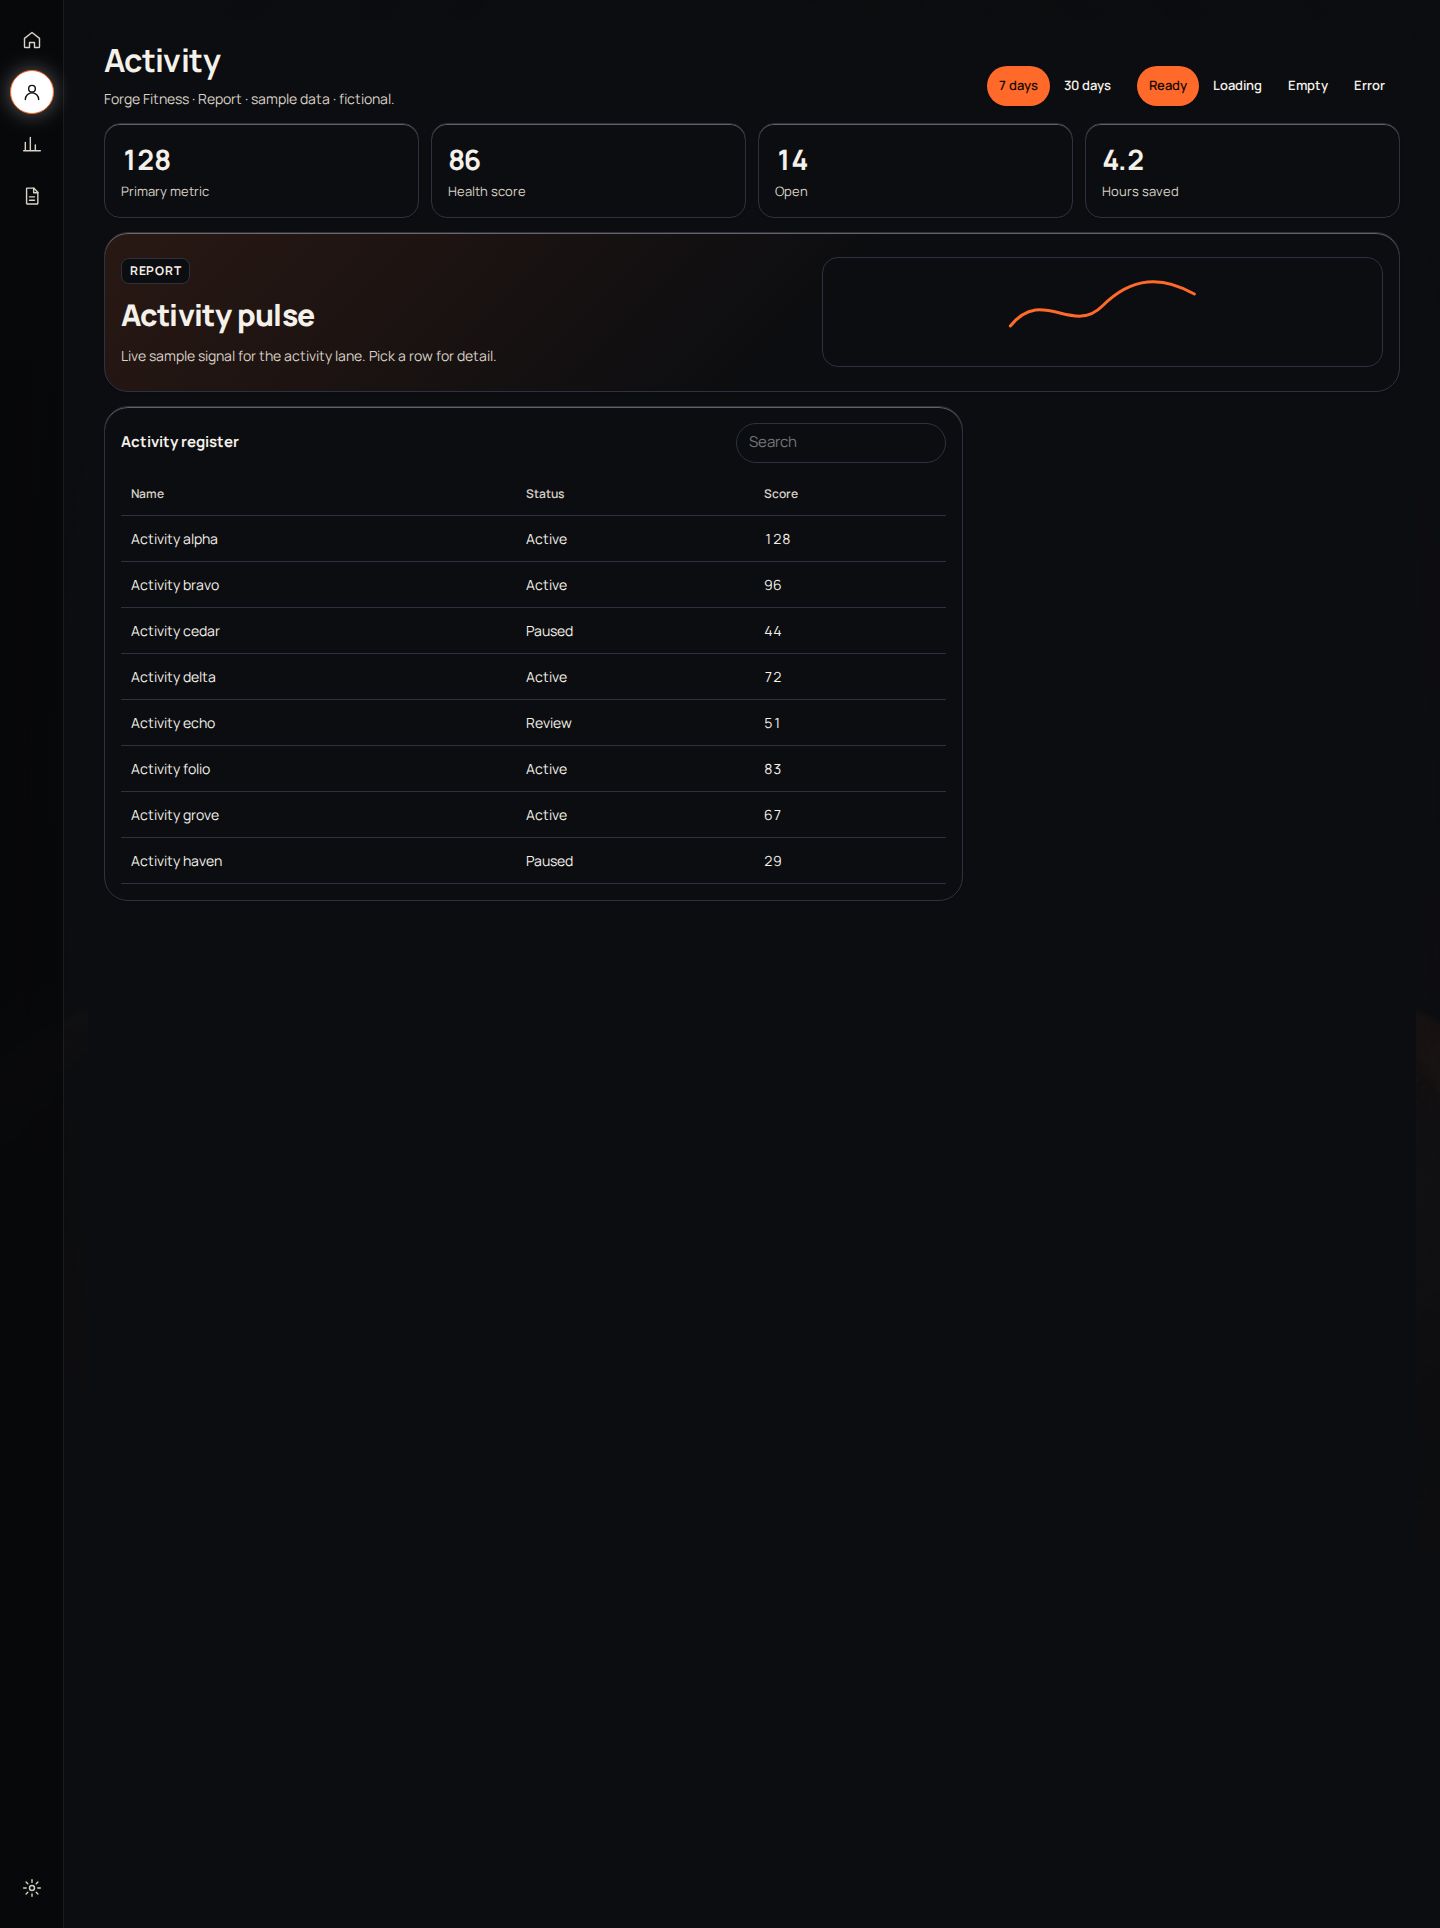 Activity
Forge Fitness · Report · sample data · fictional.
7 days 30 days Ready Loading Empty Error
128
Primary metric
86
Health score
14
Open
4.2
Hours saved
REPORT
Activity pulse
Live sample signal for the activity lane. Pick a row for detail.
Activity register
Search
Name Status Score
Activity alpha Active 128
Activity bravo Active 96
Activity cedar Paused 44
Activity delta Active 72
Activity echo Review 51
Activity folio Active 83
Activity grove Active 67
Activity haven Paused 29